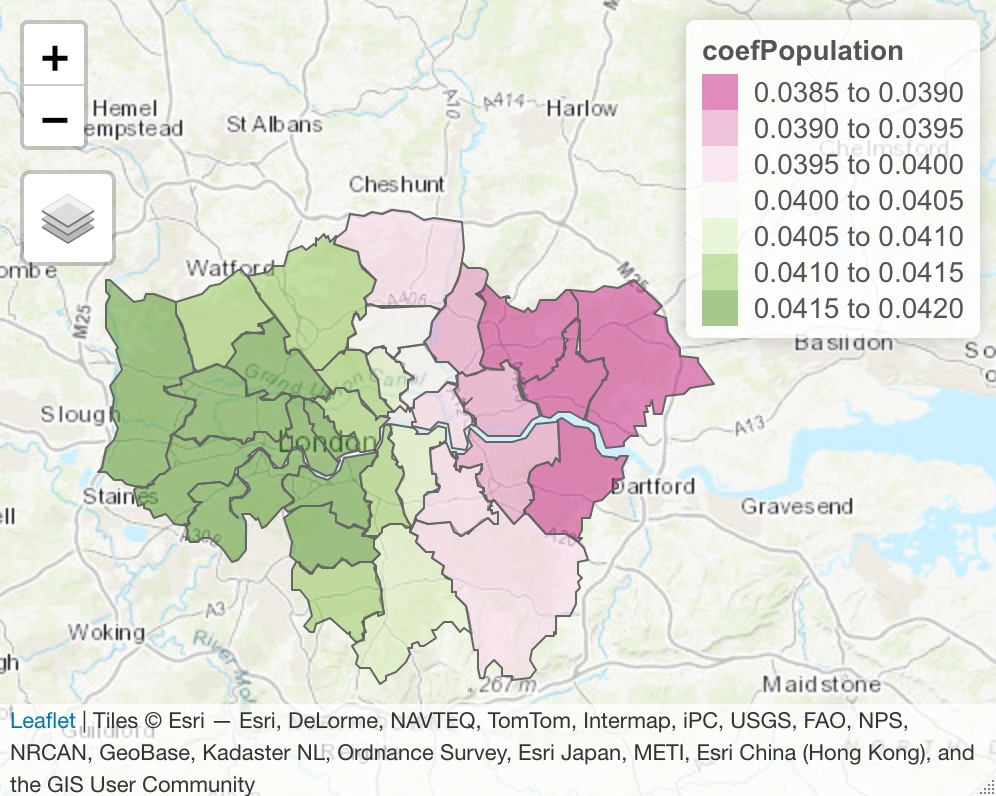 +
−
Hemel
empstead
St Albans
A10
A414
Harlow
M
Chelmsford
Cheshunt
ombe
Watford
M25
M25
A406
Basildon
So
Grand Union Canal
Slough
A13
London
Staines
Dartford
Gravesend
ell
A20
A3
Woking
River Mol
gh
267 m
Maidstone
Guildford
coefPopulation
0.0385 to 0.0390
0.0390 to 0.0395
0.0395 to 0.0400
0.0400 to 0.0405
0.0405 to 0.0410
0.0410 to 0.0415
0.0415 to 0.0420
Leaflet | Tiles © Esri — Esri, DeLorme, NAVTEQ, TomTom, Intermap, iPC, USGS, FAO, NPS,
NRCAN, GeoBase, Kadaster NL, Ordnance Survey, Esri Japan, METI, Esri China (Hong Kong), and
the GIS User Community